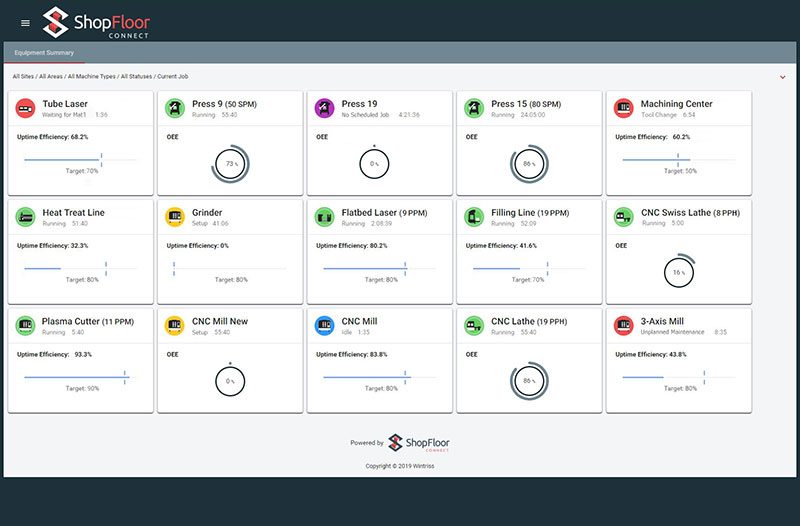 ShopFloor
CONNECT
Equipment Summary
All Sites / All Areas / All Machine Types / All Statuses / Current Job
Tube Laser
Waiting for Mat'l 1:36
Uptime Efficiency: 68.2%
Target: 70%
Press 9 (50 SPM)
Running 55:40
OEE
73 %
Press 19
No Scheduled Job 4:21:36
OEE
0 %
Press 15 (80 SPM)
Running 24:05:00
OEE
86 %
Machining Center
Tool Change 6:54
Uptime Efficiency: 60.2%
Target: 50%
Heat Treat Line
Running 51:40
Uptime Efficiency: 32.3%
Target: 80%
Grinder
Setup 41:06
Uptime Efficiency: 0%
Target: 80%
Flatbed Laser (9 PPM)
Running 2:08:39
Uptime Efficiency: 80.2%
Target: 80%
Filling Line (19 PPM)
Running 52:09
Uptime Efficiency: 41.6%
Target: 70%
CNC Swiss Lathe (8 PPH)
Running 5:00
OEE
16 %
Plasma Cutter (11 PPM)
Running 5:40
Uptime Efficiency: 93.3%
Target: 90%
CNC Mill New
Setup 55:40
OEE
0 %
CNC Mill
Idle 1:35
Uptime Efficiency: 83.8%
Target: 80%
CNC Lathe (19 PPH)
Running 55:40
OEE
86 %
3-Axis Mill
Unplanned Maintenance 8:35
Uptime Efficiency: 43.8%
Target: 80%
Powered by ShopFloor
CONNECT
Copyright © 2019 Wintriss